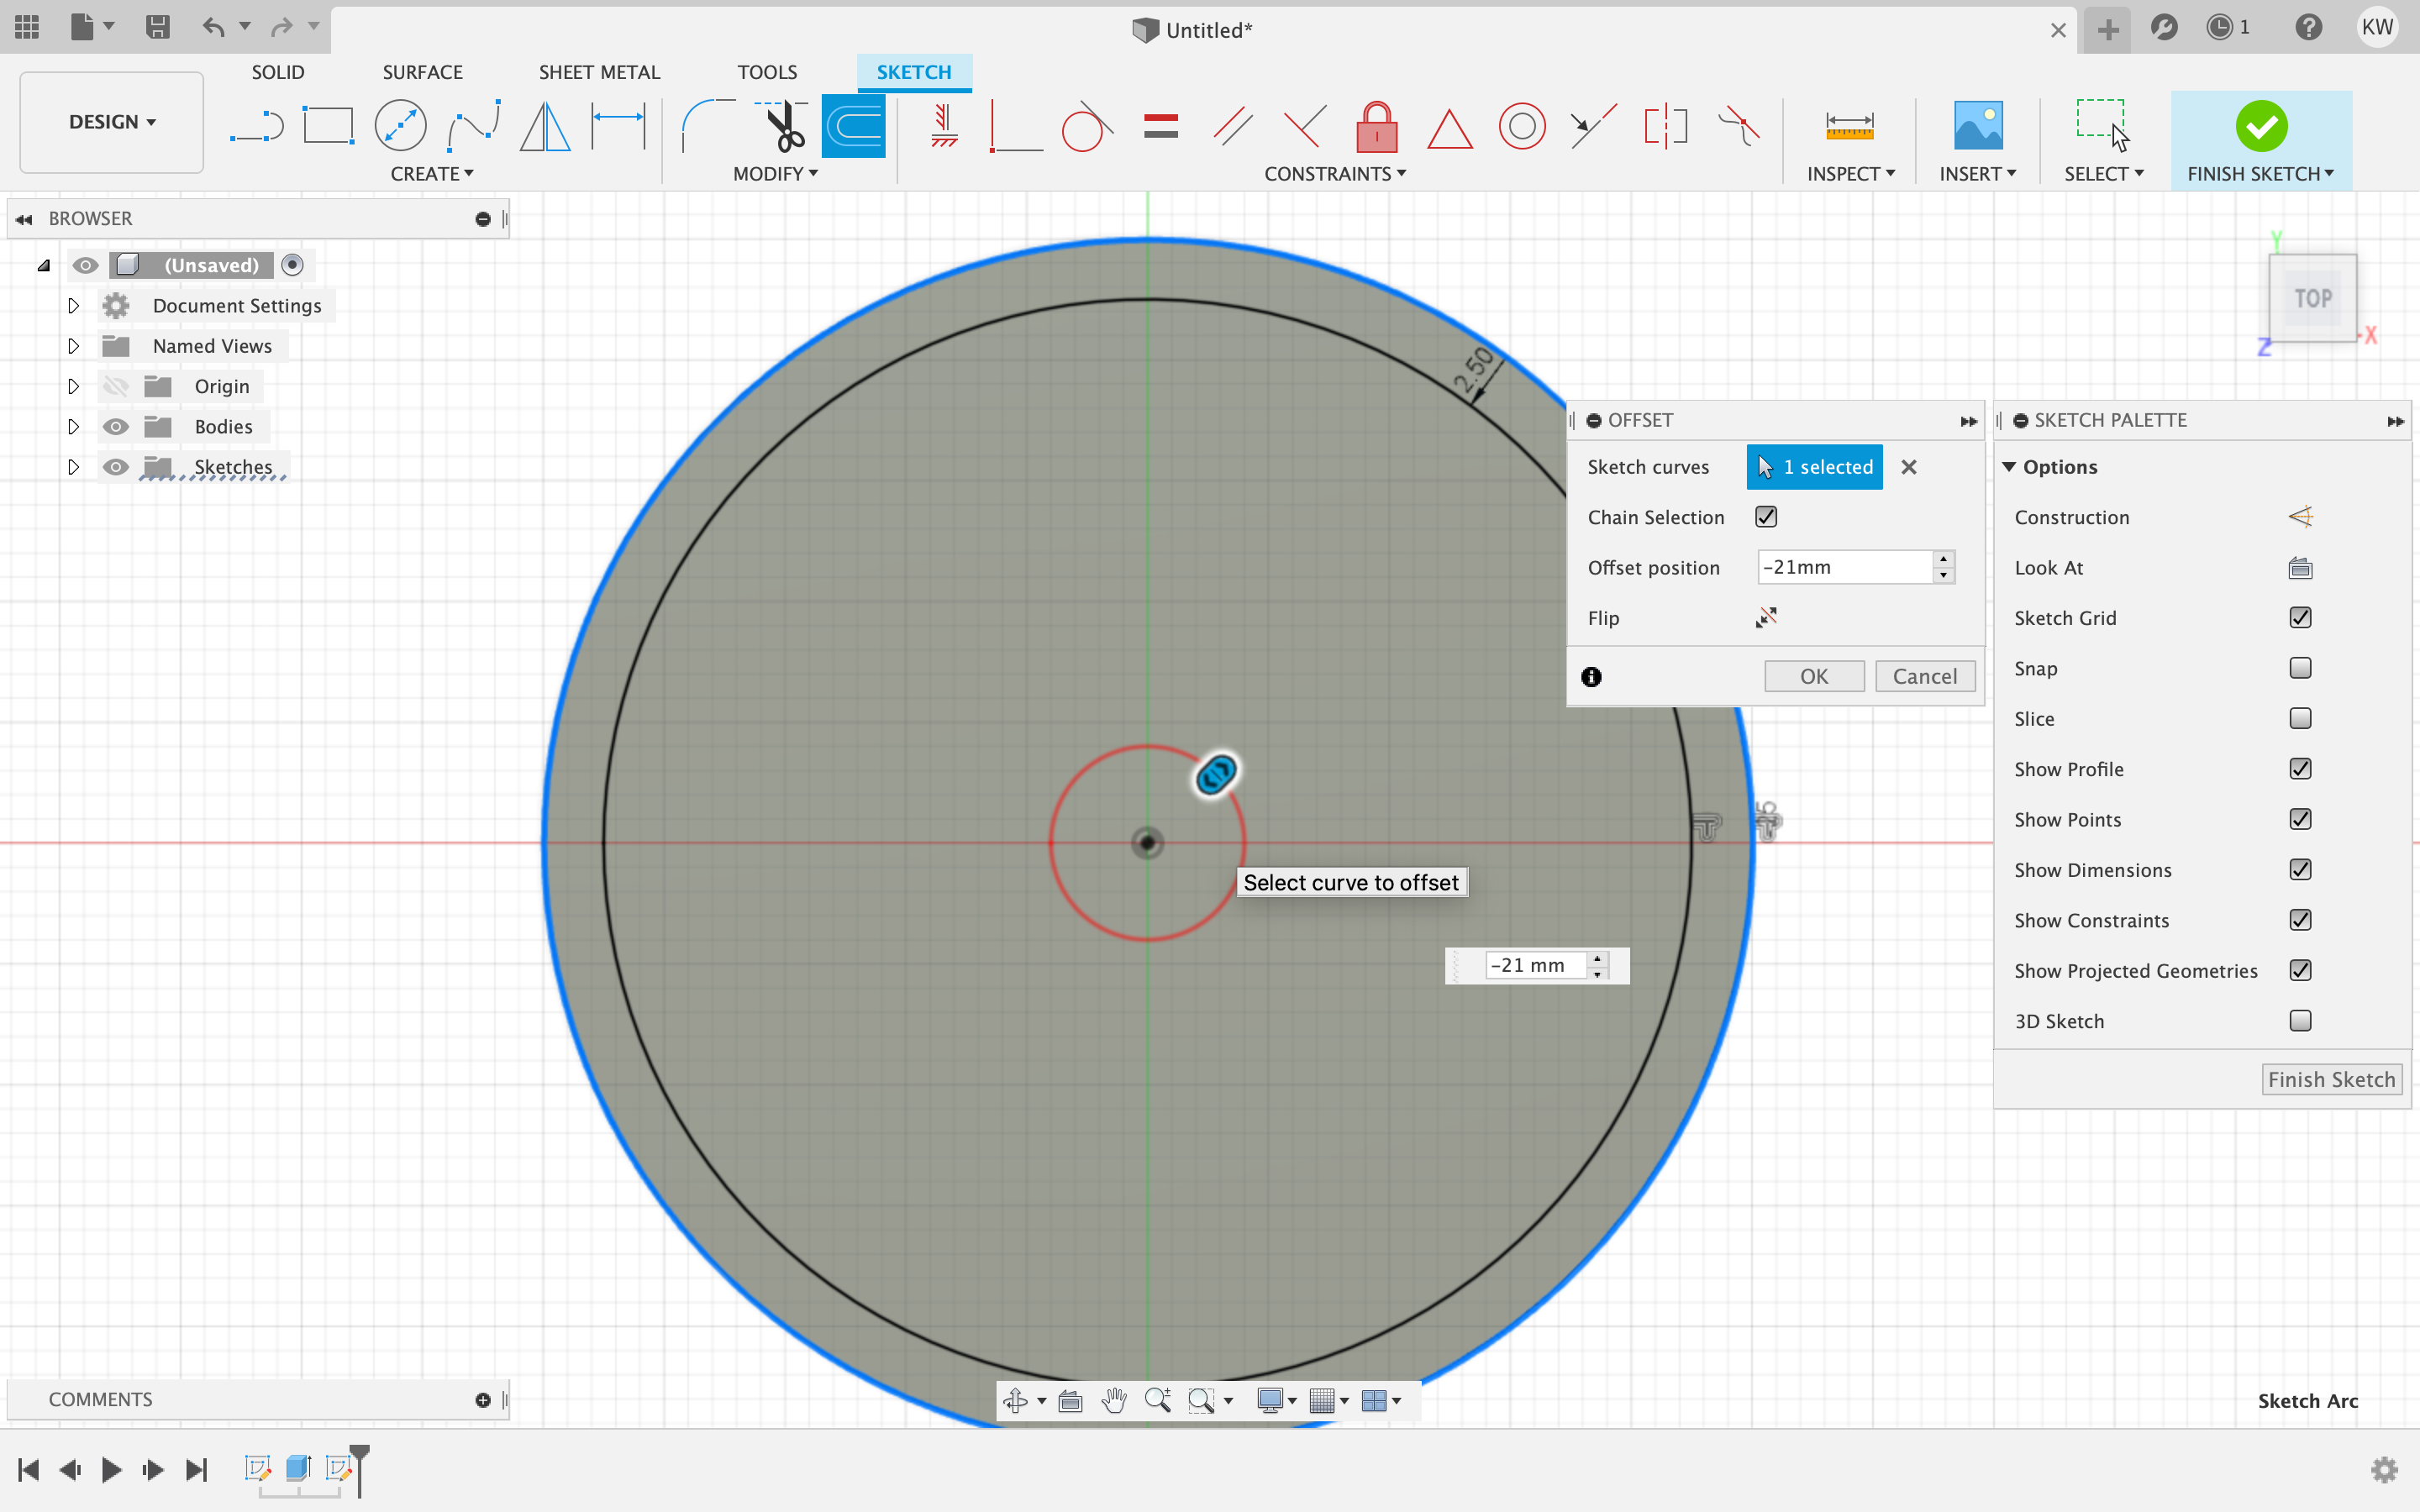 Untitled*
1
KW
DESIGN
SOLID
SURFACE
SHEET METAL
TOOLS
SKETCH
CREATE
MODIFY
CONSTRAINTS
INSPECT
INSERT
SELECT
FINISH SKETCH
BROWSER
(Unsaved)
Document Settings
Named Views
Origin
Bodies
Sketches
Y
TOP
X
Z
2.50
OFFSET
Sketch curves
1 selected
Chain Selection
Offset position
-21mm
Flip
OK
Cancel
SKETCH PALETTE
Options
Construction
Look At
Sketch Grid
Snap
Slice
Show Profile
Show Points
Show Dimensions
Show Constraints
Show Projected Geometries
3D Sketch
Finish Sketch
Select curve to offset
-21 mm
COMMENTS
Sketch Arc